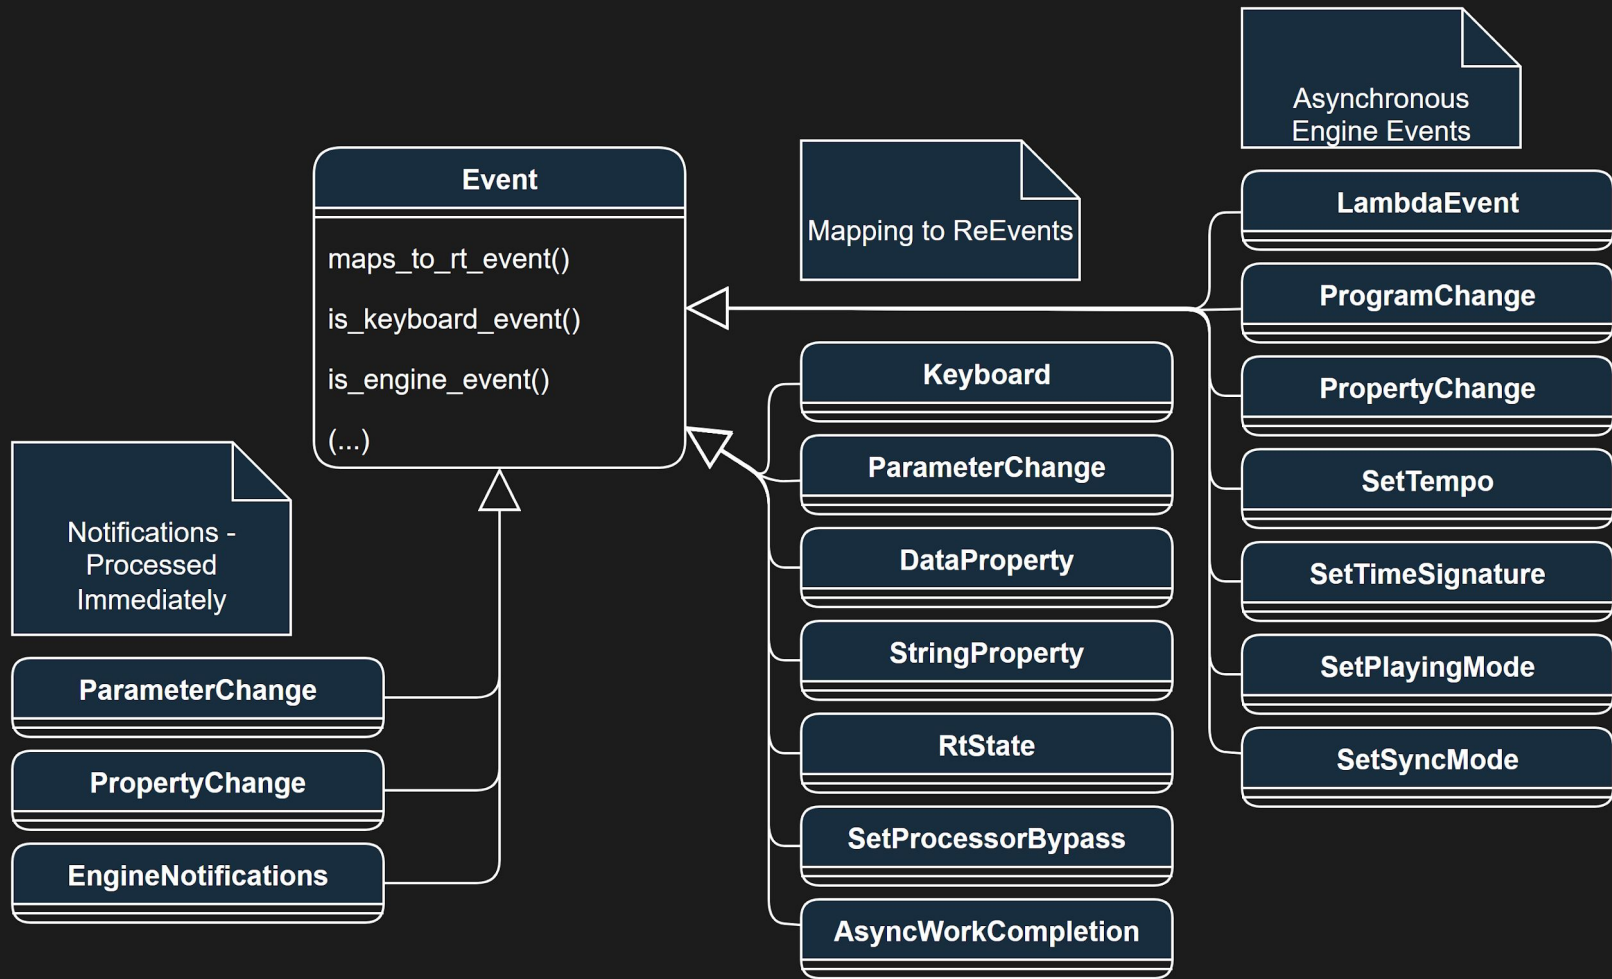 Event
maps_to_rt_event()
is_keyboard_event()
is_engine_event()
(...)
Notifications -
Processed
Immediately
ParameterChange
PropertyChange
EngineNotifications
Mapping to ReEvents
Keyboard
ParameterChange
DataProperty
StringProperty
RtState
SetProcessorBypass
AsyncWorkCompletion
Asynchronous
Engine Events
LambdaEvent
ProgramChange
PropertyChange
SetTempo
SetTimeSignature
SetPlayingMode
SetSyncMode